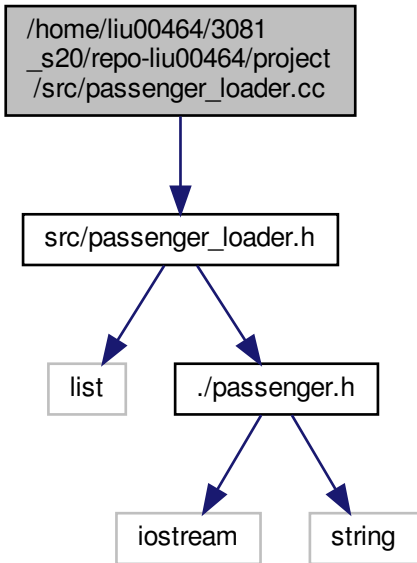 /home/liu00464/3081
_s20/repo-liu00464/project
/src/passenger_loader.cc
src/passenger_loader.h
list
./passenger.h
iostream
string